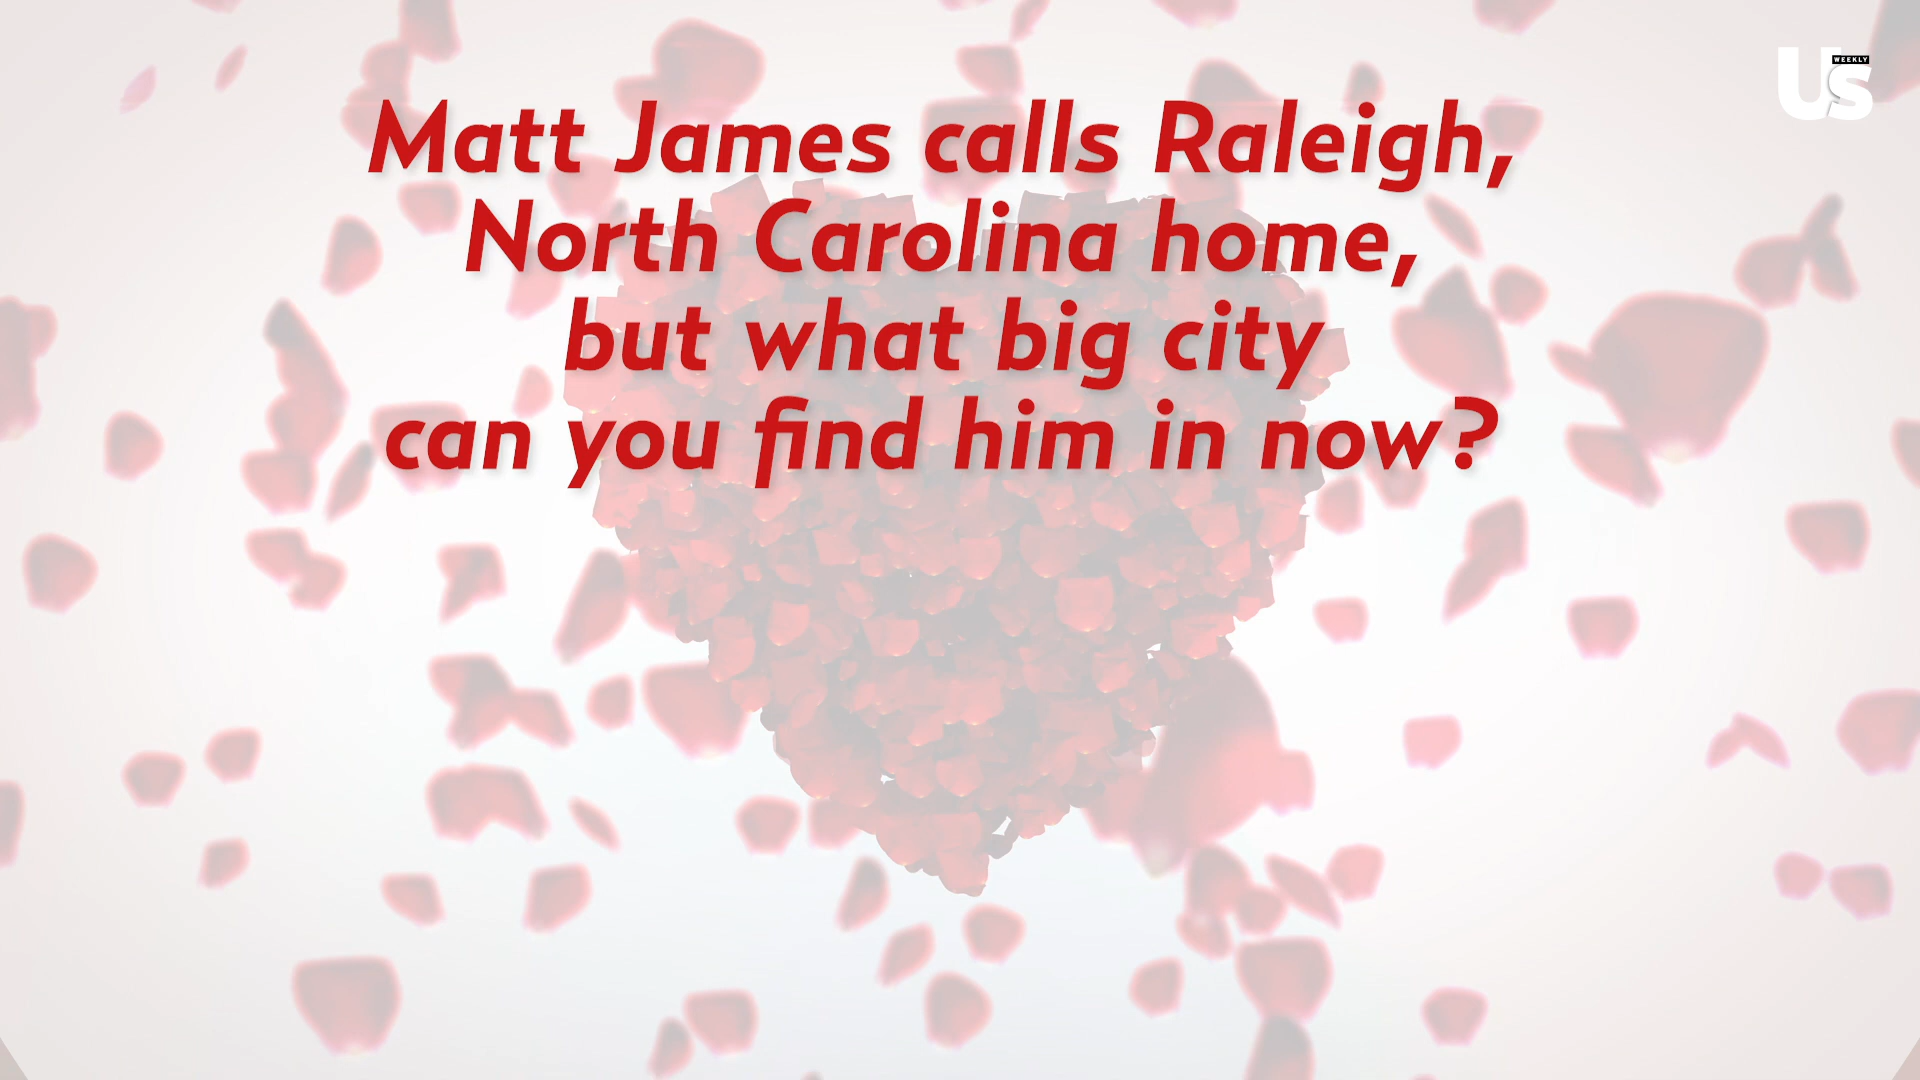 Us
WEEKLY
Matt James calls Raleigh,
North Carolina home,
but what big city
can you find him in now?